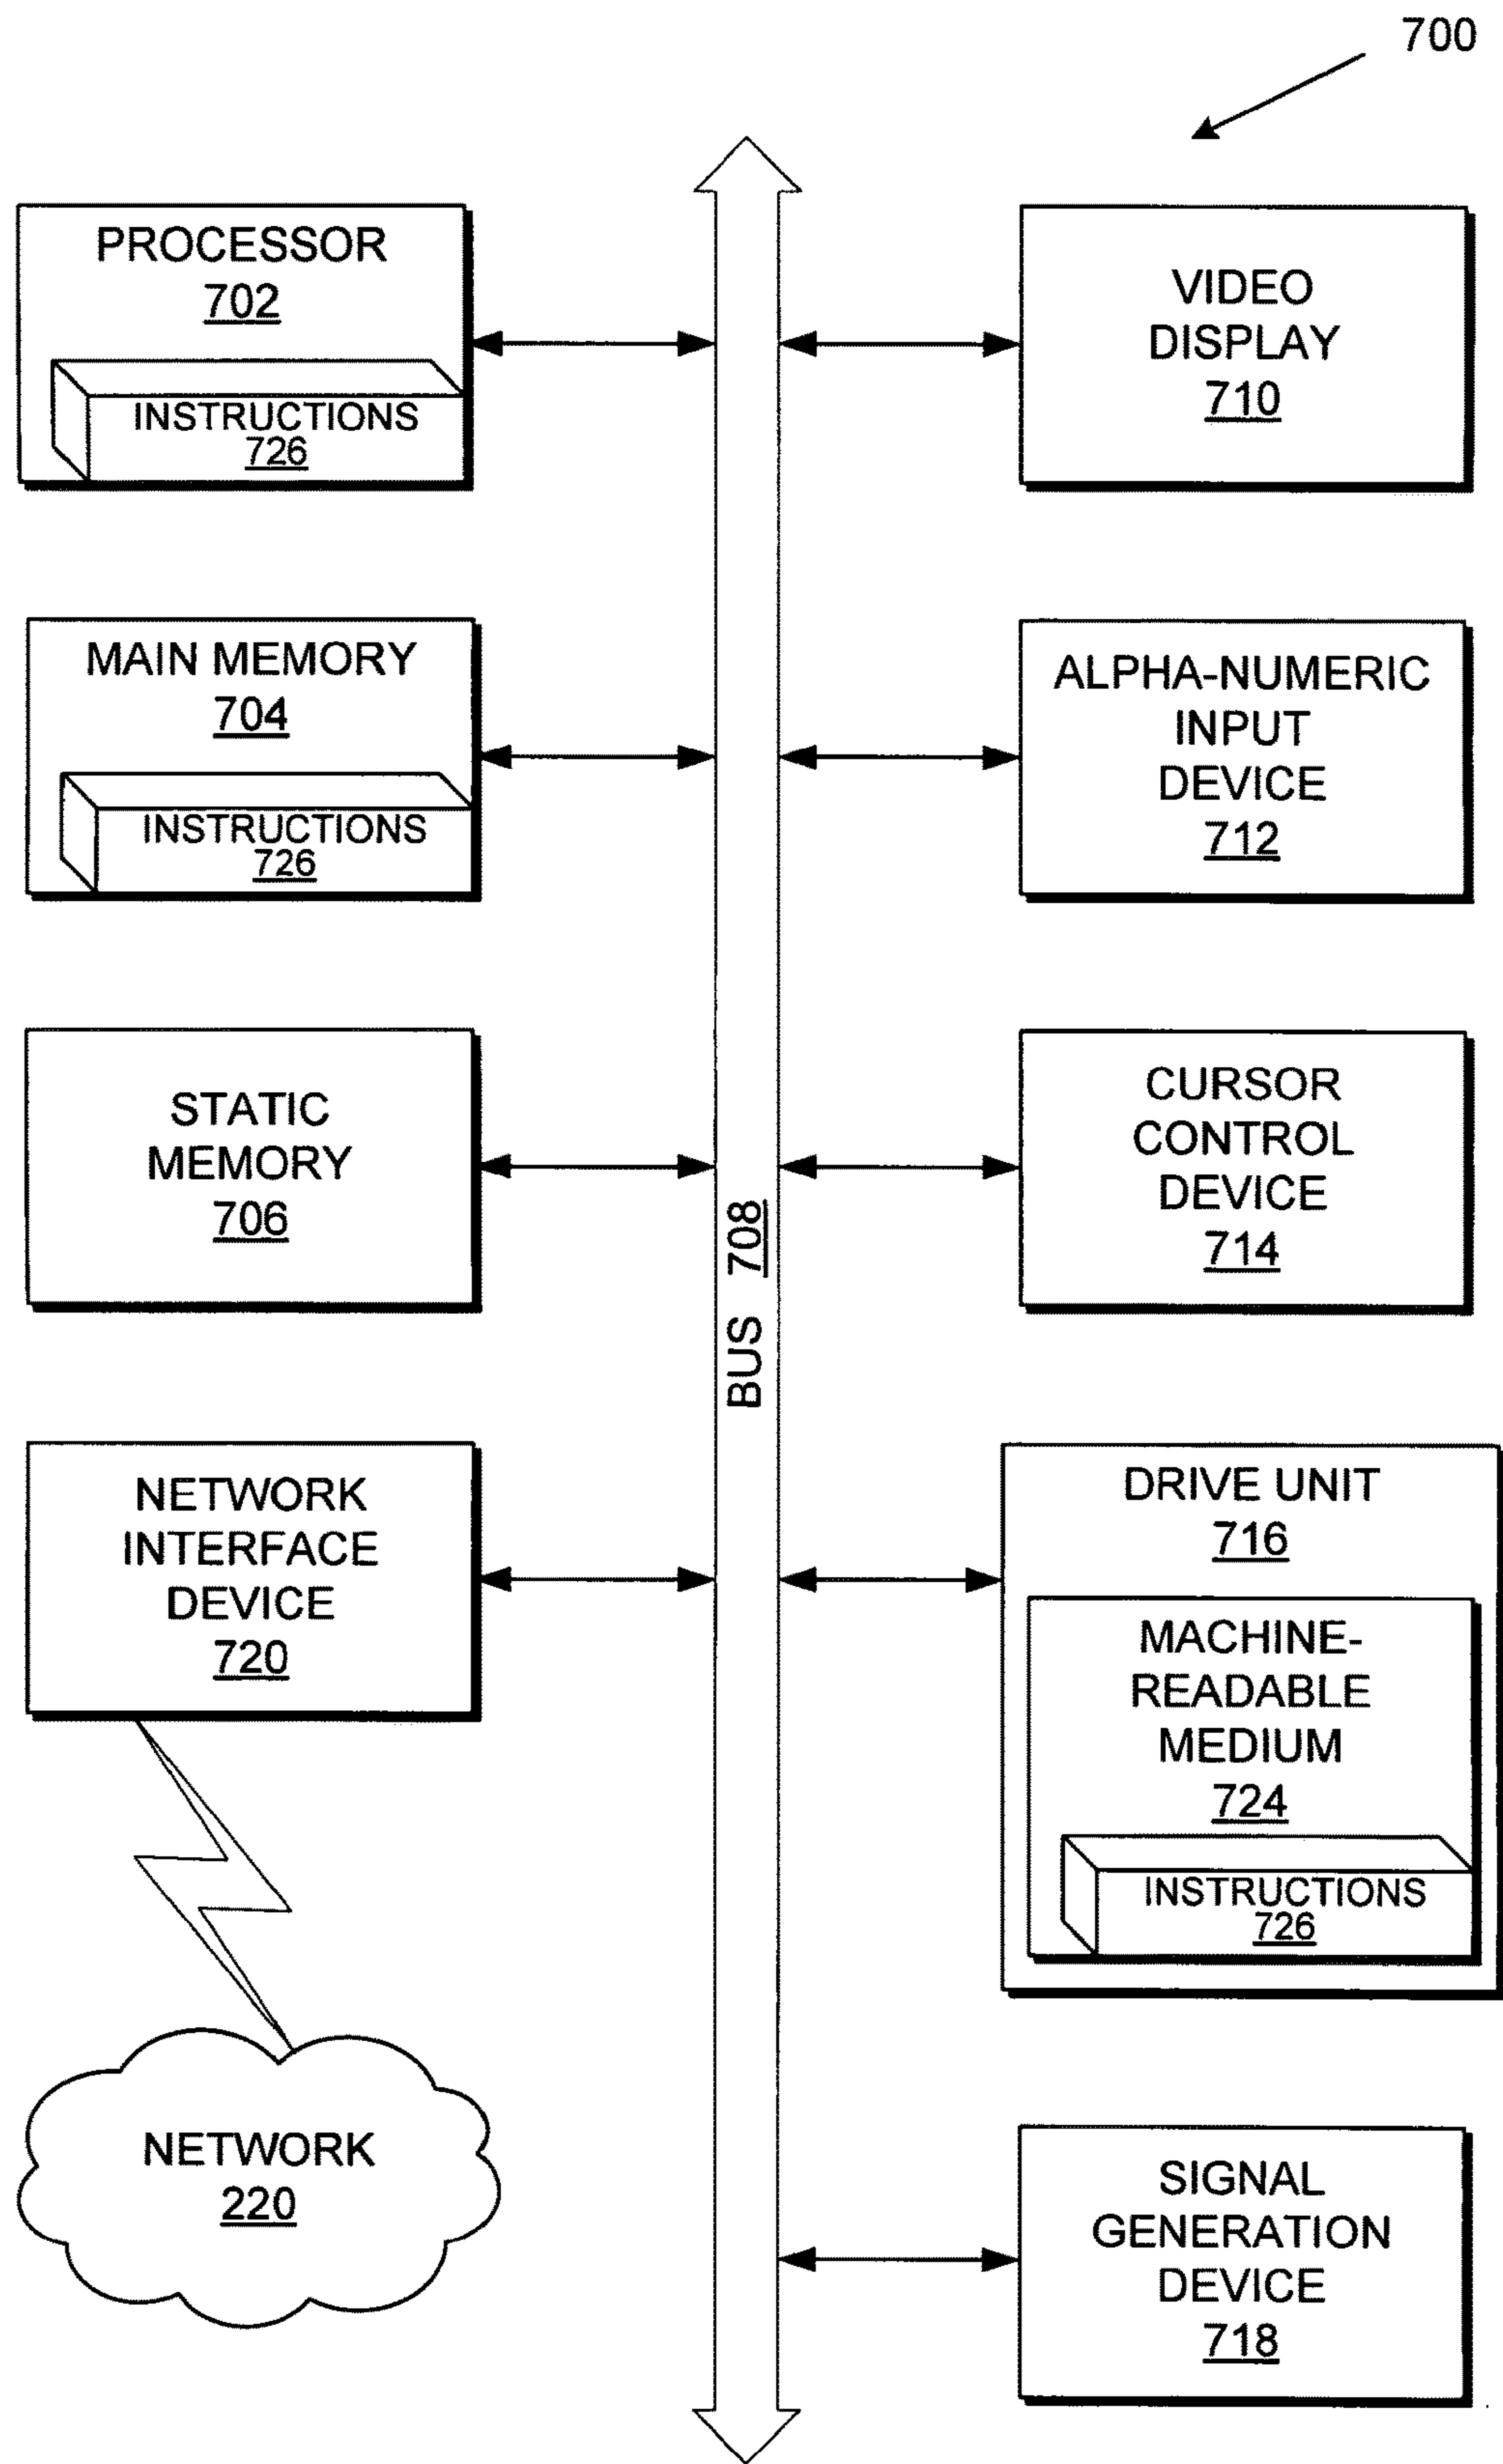 700
PROCESSOR
702
INSTRUCTIONS
726
VIDEO
DISPLAY
710
MAIN MEMORY
704
INSTRUCTIONS
726
ALPHA-NUMERIC
INPUT
DEVICE
712
STATIC
MEMORY
706
CURSOR
CONTROL
DEVICE
714
BUS 708
NETWORK
INTERFACE
DEVICE
720
DRIVE UNIT
716
MACHINE-
READABLE
MEDIUM
724
INSTRUCTIONS
726
NETWORK
220
SIGNAL
GENERATION
DEVICE
718